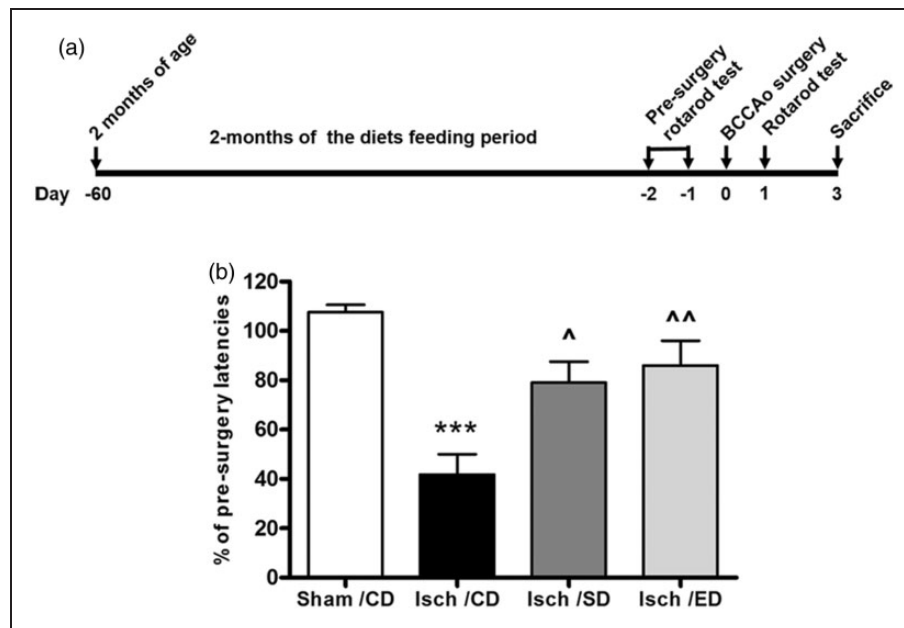 (a)
2 months of age
2-months of the diets feeding period
Pre-surgery
rotarod test
BCCAo surgery
Rotarod test
Sacrifice
Day -60 -2 -1 0 1 3
(b)
% of pre-surgery latencies
120
100
80
60
40
20
0
***
^
^^
Sham /CD Isch /CD Isch /SD Isch /ED